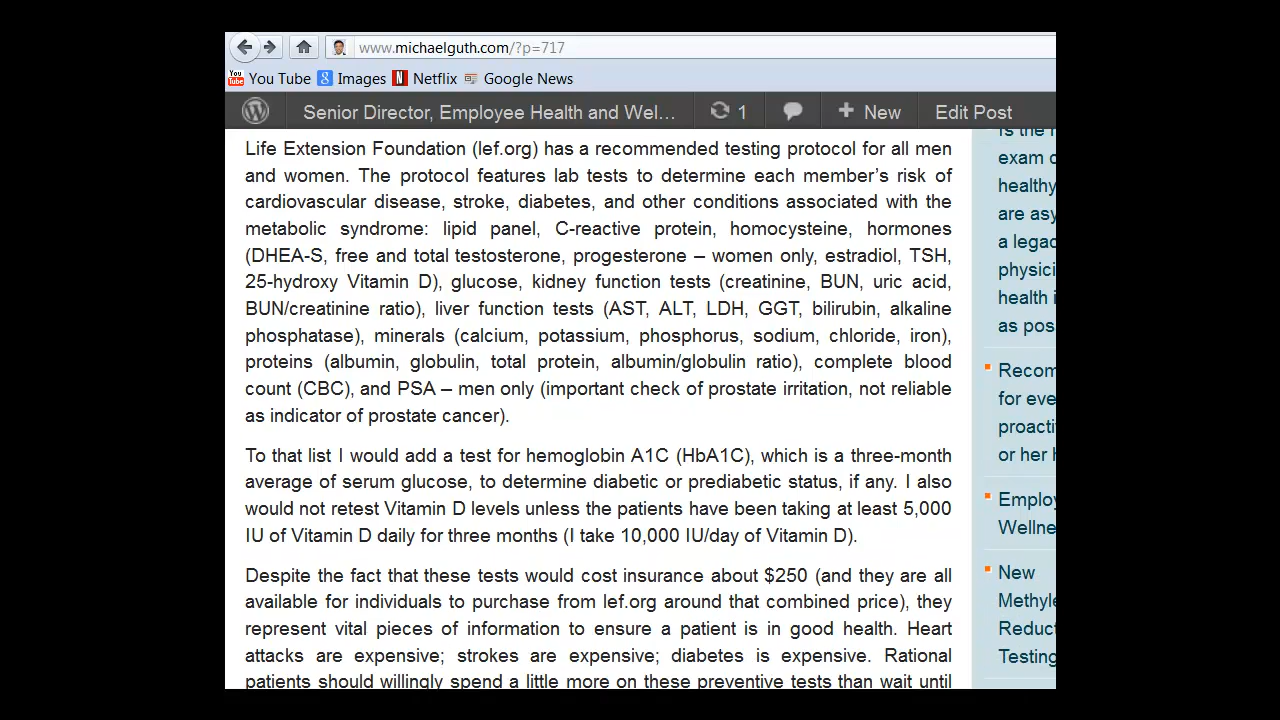 www.michaelguth.com/?p=717
You Tube Images Netflix Google News
Senior Director, Employee Health and Wel... 1 New Edit Post
Life Extension Foundation (lef.org) has a recommended testing protocol for all men
and women. The protocol features lab tests to determine each member's risk of
cardiovascular disease, stroke, diabetes, and other conditions associated with the
metabolic syndrome: lipid panel, C-reactive protein, homocysteine, hormones
(DHEA-S, free and total testosterone, progesterone – women only, estradiol, TSH,
25-hydroxy Vitamin D), glucose, kidney function tests (creatinine, BUN, uric acid,
BUN/creatinine ratio), liver function tests (AST, ALT, LDH, GGT, bilirubin, alkaline
phosphatase), minerals (calcium, potassium, phosphorus, sodium, chloride, iron),
proteins (albumin, globulin, total protein, albumin/globulin ratio), complete blood
count (CBC), and PSA – men only (important check of prostate irritation, not reliable
as indicator of prostate cancer).
To that list I would add a test for hemoglobin A1C (HbA1C), which is a three-month
average of serum glucose, to determine diabetic or prediabetic status, if any. I also
would not retest Vitamin D levels unless the patients have been taking at least 5,000
IU of Vitamin D daily for three months (I take 10,000 IU/day of Vitamin D).
Despite the fact that these tests would cost insurance about $250 (and they are all
available for individuals to purchase from lef.org around that combined price), they
represent vital pieces of information to ensure a patient is in good health. Heart
attacks are expensive; strokes are expensive; diabetes is expensive. Rational
patients should willingly spend a little more on these preventive tests than wait until
is the
exam
healthy
are
a
physici
health
as pos
Recom
for eve
proacti
or her
Employ
Wellne
New
Methyle
Reduct
Testing